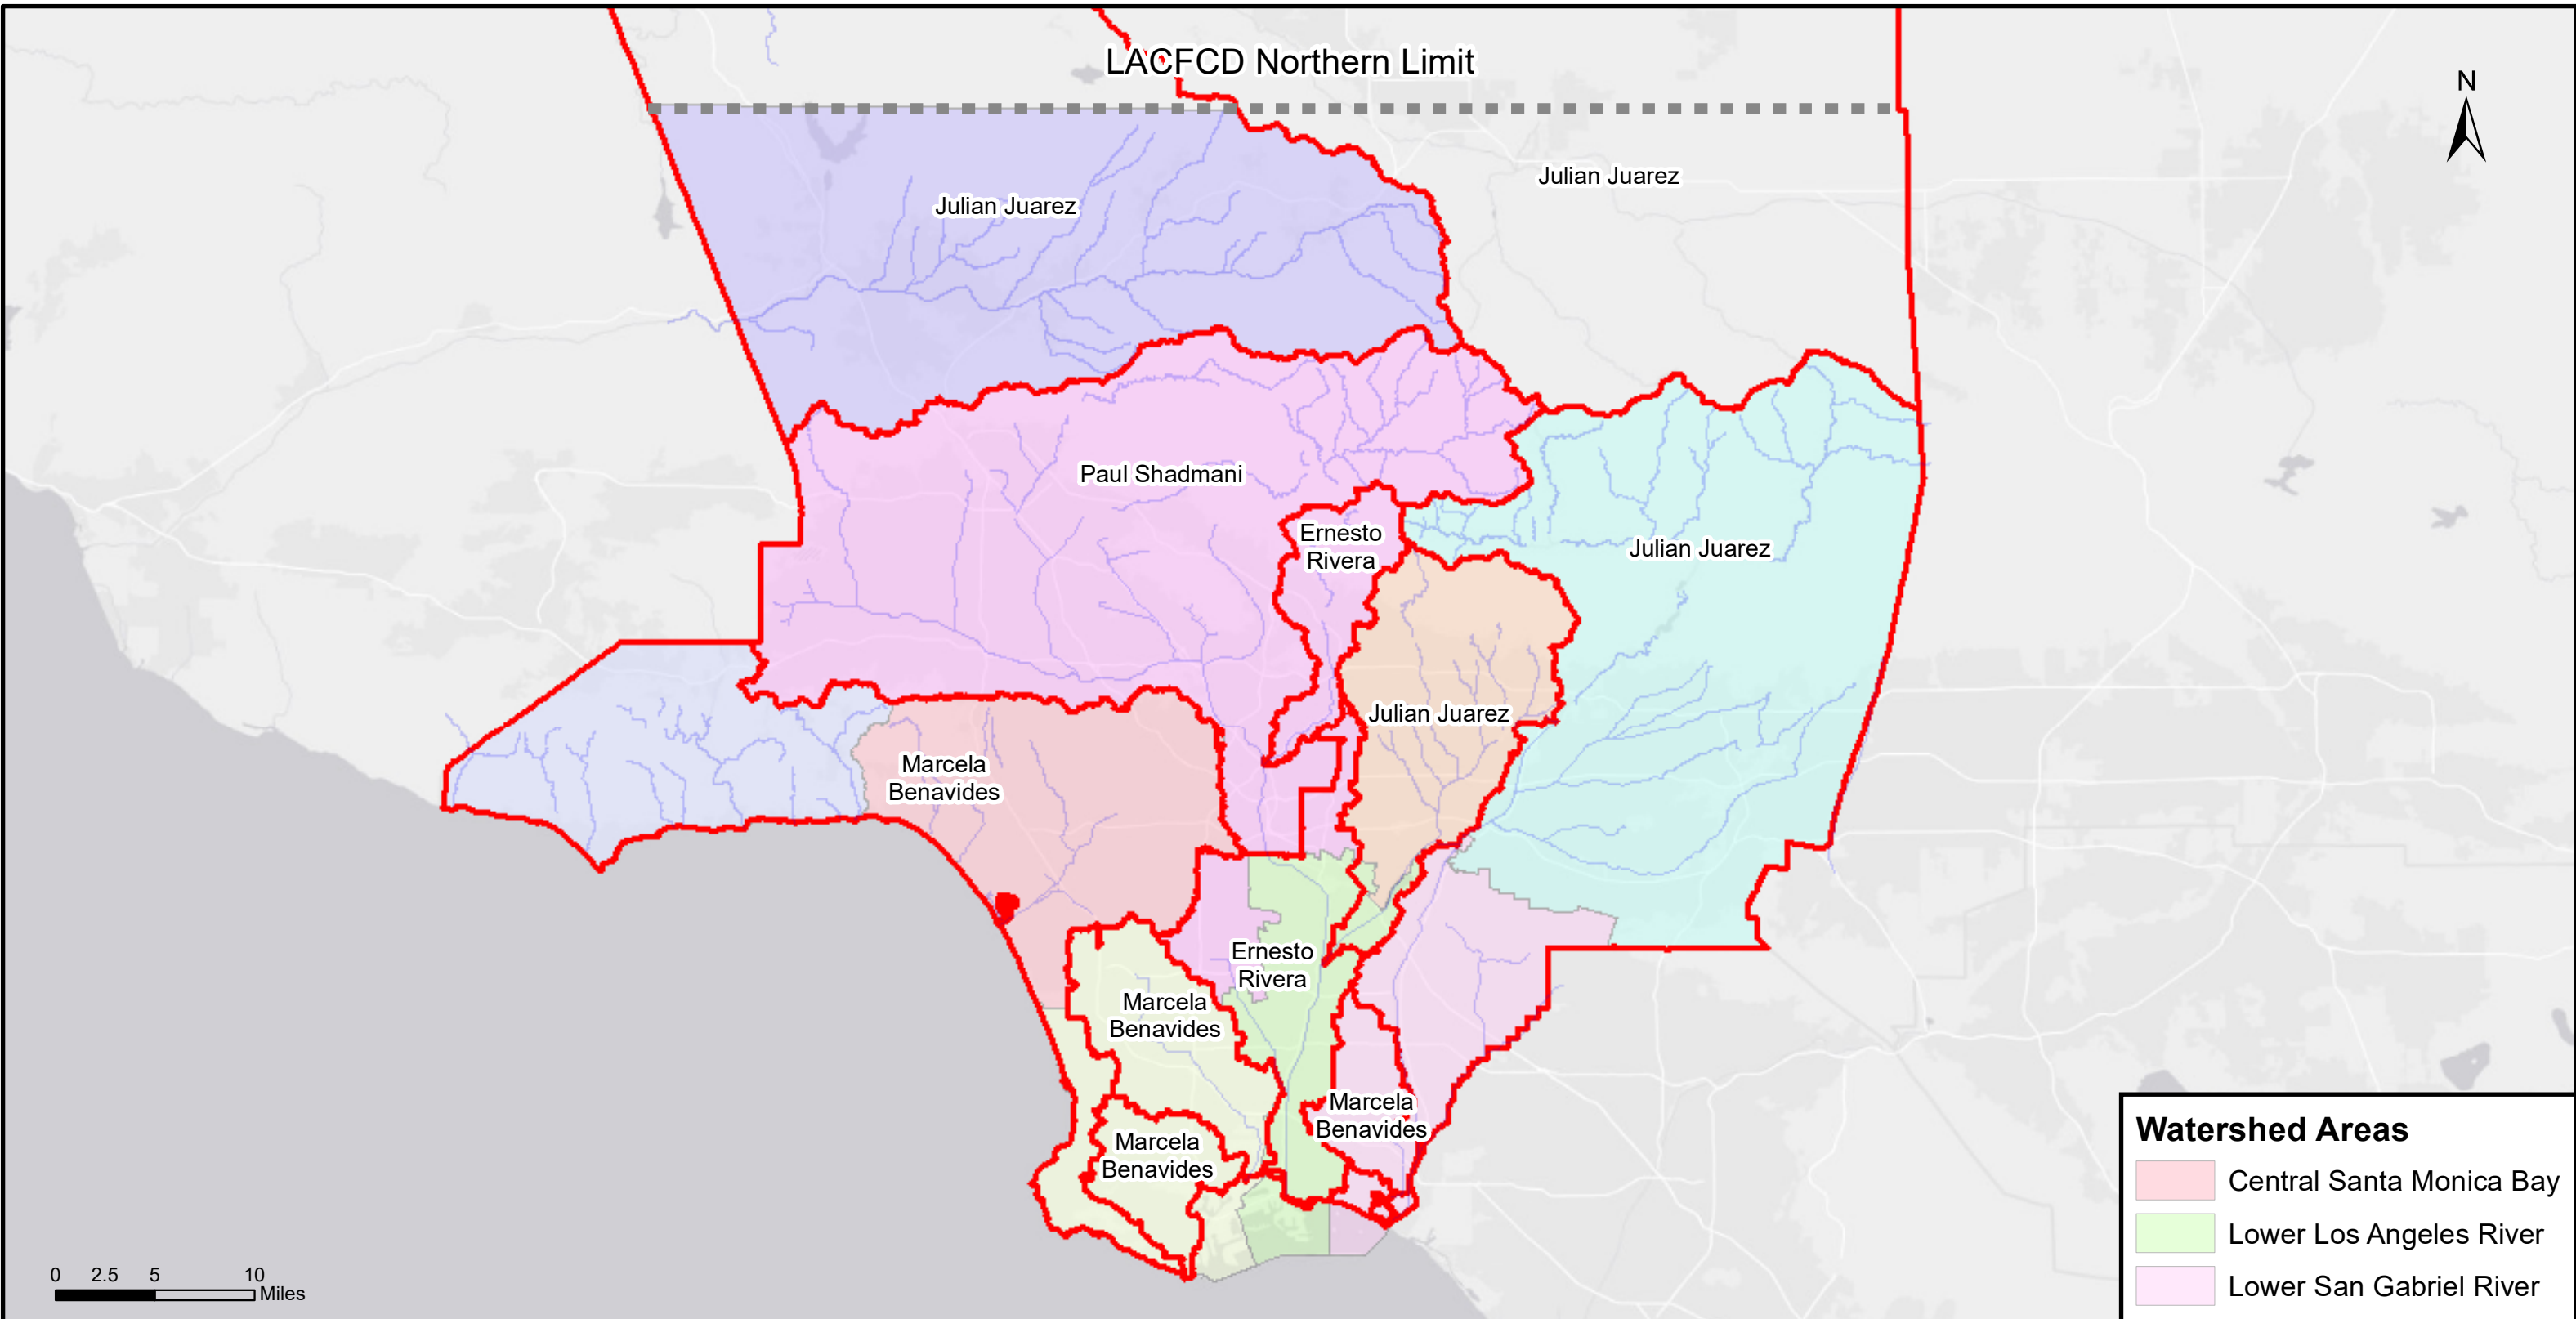 LACFCD Northern Limit
N
Julian Juarez
Julian Juarez
Paul Shadmani
Ernesto
Rivera
Julian Juarez
Julian Juarez
Marcela
Benavides
Ernesto
Rivera
Marcela
Benavides
Marcela
Benavides
Marcela
Benavides
Watershed Areas
Central Santa Monica Bay
Lower Los Angeles River
Lower San Gabriel River
0 2.5 5 10
Miles